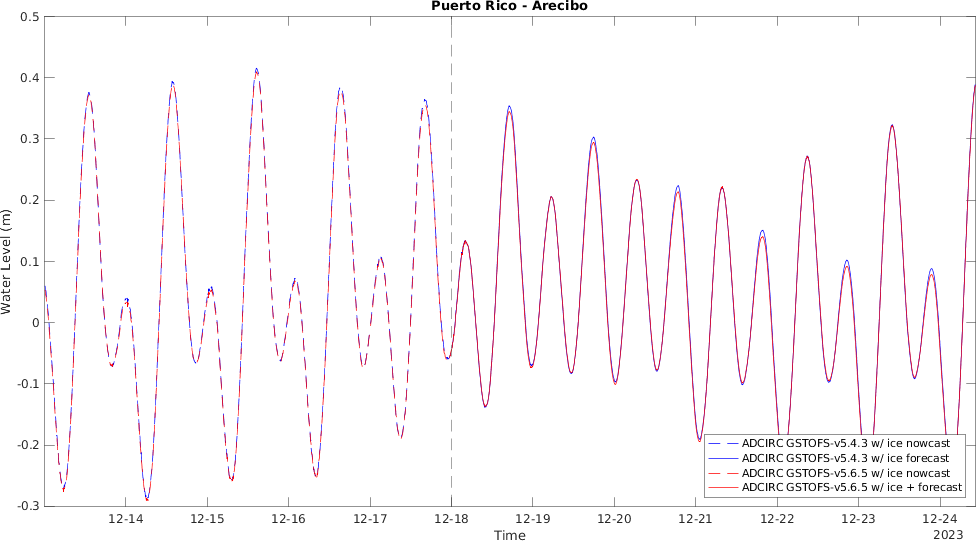 Puerto Rico - Arecibo
0.5
0.4
0.3
0.2
0.1
0
-0.1
-0.2
-0.3
Water Level (m)
ADCIRC GSTOFS-v5.4.3 w/ ice nowcast
ADCIRC GSTOFS-v5.4.3 w/ ice forecast
ADCIRC GSTOFS-v5.6.5 w/ ice nowcast
ADCIRC GSTOFS-v5.6.5 w/ ice + forecast
12-14 12-15 12-16 12-17 12-18 12-19 12-20 12-21 12-22 12-23 12-24
Time
2023